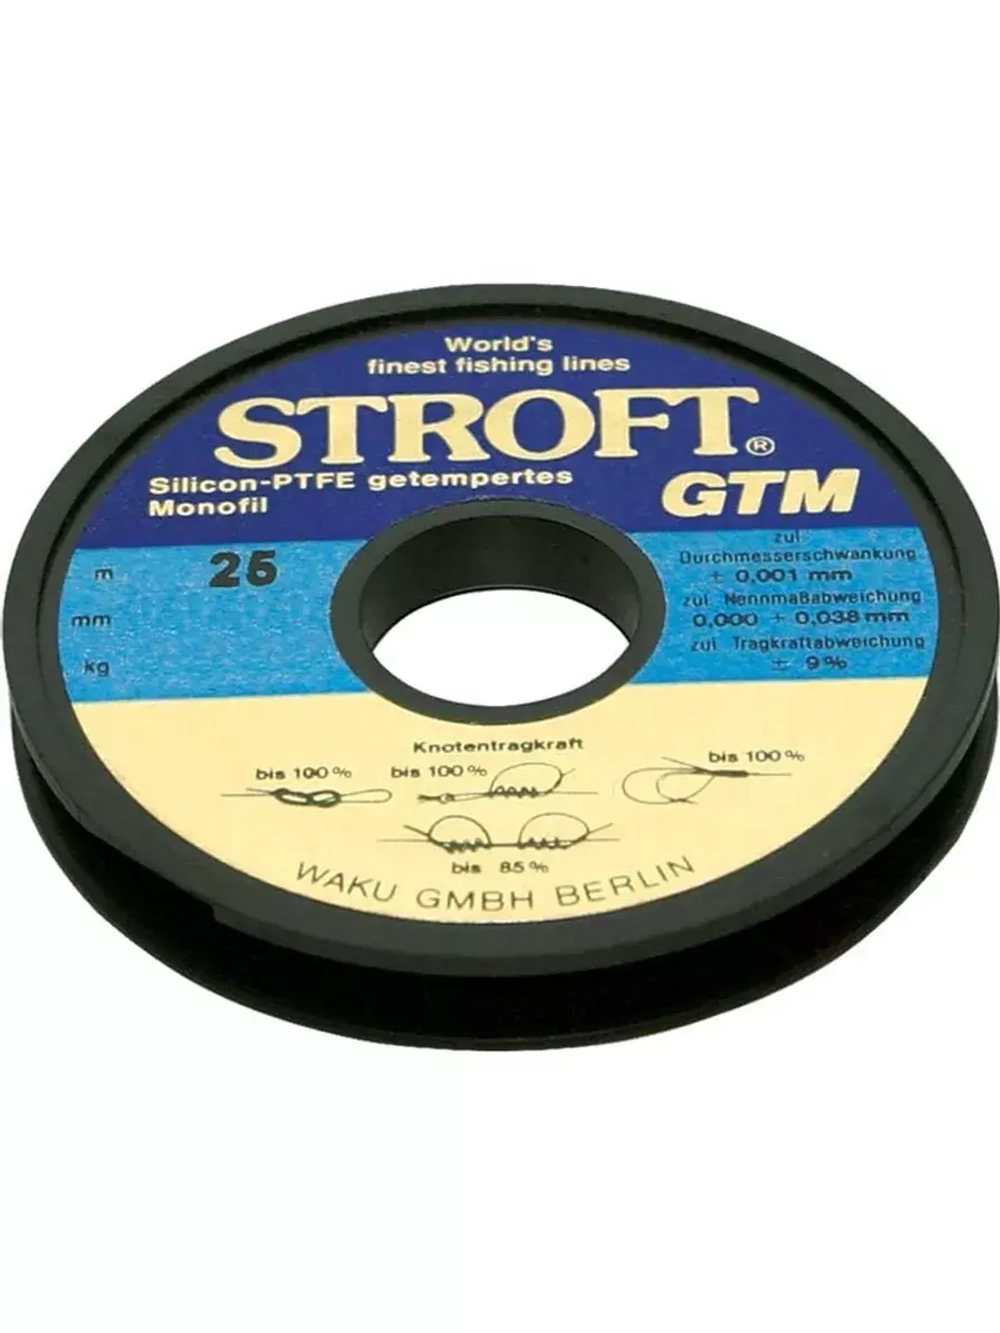 World's
finest fishing lines
STROFT®
Silicon-PTFE getempertes
Monofil
GTM
m 25
mm
kg
zul
Durchmesserschwankung
± 0,001 mm
zul Nennmaßabweichung
0,000 ÷ 0,038 mm
zul Tragkraftabweichung
± 9%
Knotentragkraft
bis 100%
bis 100%
bis 100%
bis 85%
WAKU GMBH BERLIN